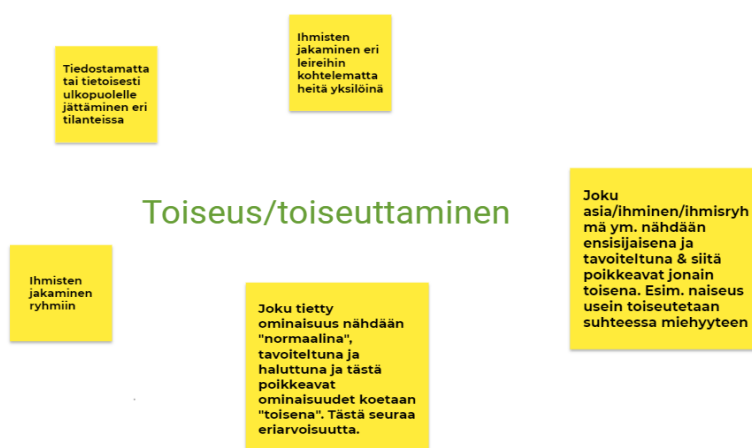 Ihmisten
jakaminen eri
leireihin
kohtelematta
heitä yksilöinä
Tiedostamatta
tai tietoisesti
ulkopuolelle
jättäminen eri
tilanteissa
Toiseus/toiseuttaminen
Joku
asia/ihminen/ihmisryh
mä ym. nähdään
ensisijaisena ja
tavoiteltuna & siitä
poikkeavat jonain
toisena. Esim. naiseus
usein toiseutetaan
suhteessa miehyyteen
Ihmisten
jakaminen
ryhmiin
Joku tietty
ominaisuus nähdään
"normaalina",
tavoiteltuna ja
haluttuna ja tästä
poikkeavat
ominaisuudet koetaan
"toisena". Tästä seuraa
eriarvoisuutta.